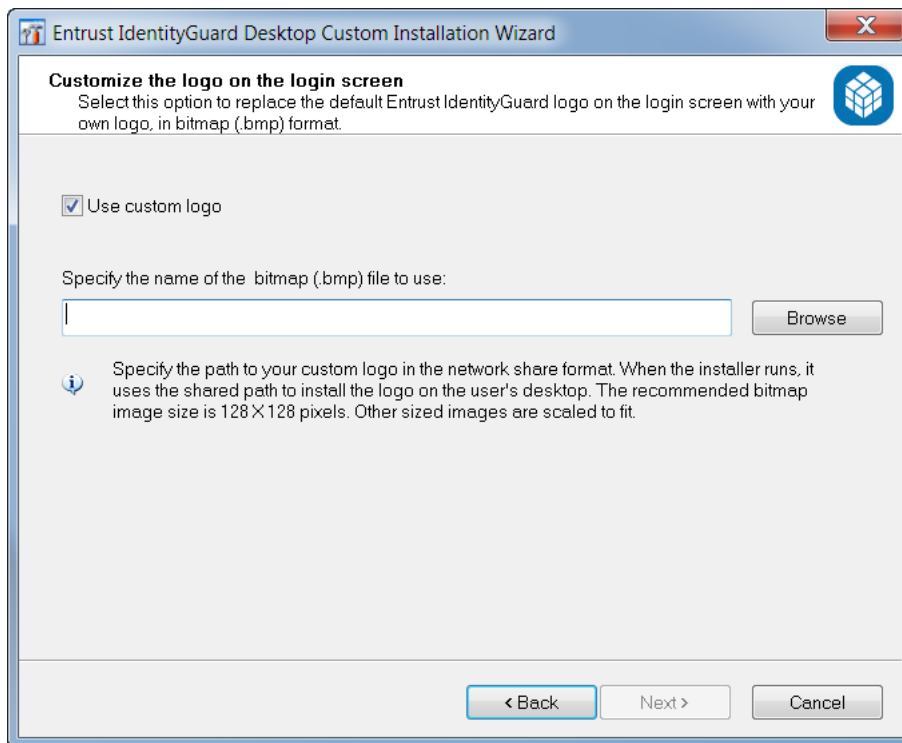 Entrust IdentityGuard Desktop Custom Installation Wizard
Customize the logo on the login screen
Select this option to replace the default Entrust IdentityGuard logo on the login screen with your
own logo, in bitmap (.bmp) format.
Use custom logo
Specify the name of the bitmap (.bmp) file to use:
Browse
Specify the path to your custom logo in the network share format. When the installer runs, it
uses the shared path to install the logo on the user's desktop. The recommended bitmap
image size is 128X128 pixels. Other sized images are scaled to fit.
< Back
Next >
Cancel